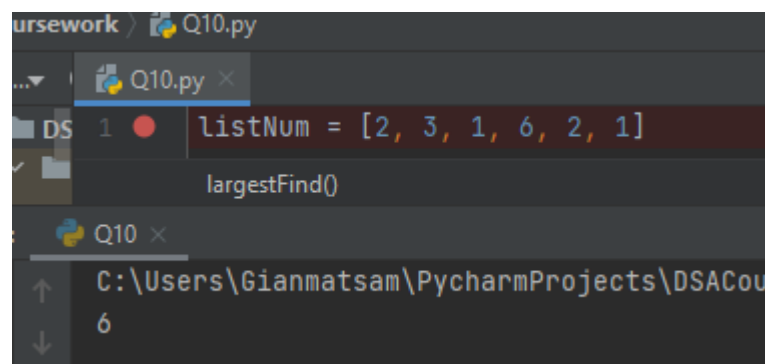 ursework 〉 Q10.py
...▾ Q10.py ×
DS 1 listNum = [2, 3, 1, 6, 2, 1]
largestFind()
: Q10 ×
C:\Users\Gianmatsam\PycharmProjects\DSACou
6